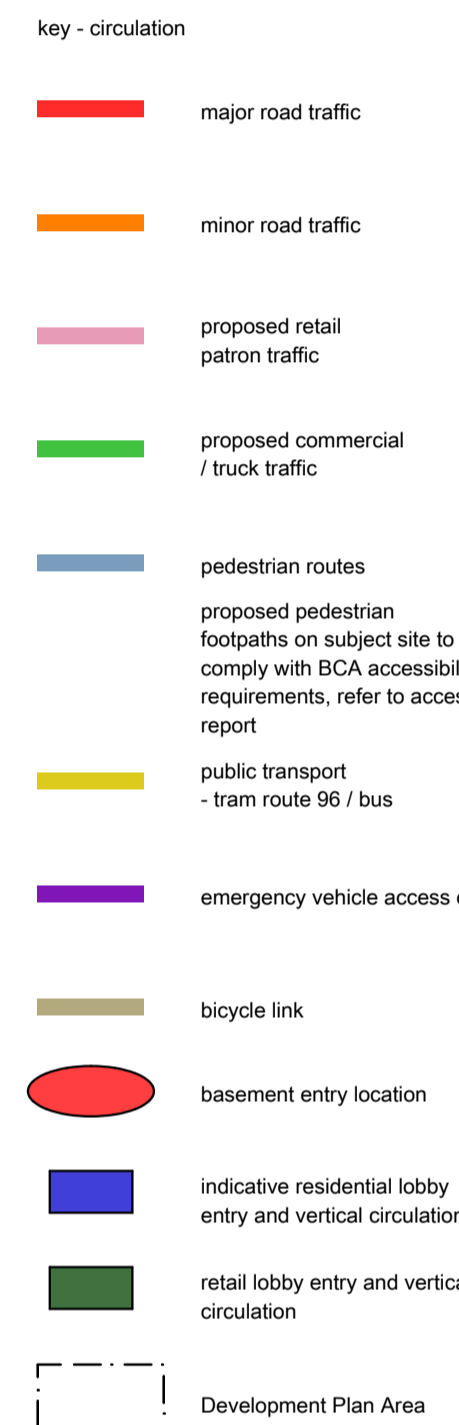 key - circulation
major road traffic
minor road traffic
proposed retail
patron traffic
proposed commercial
/ truck traffic
pedestrian routes
proposed pedestrian
footpaths on subject site to
comply with BCA
requirements, refer to
report
public transport
- tram route 96 / bus
emergency vehicle access
bicycle link
basement entry location
indicative residential lobby
entry and vertical circulation
retail lobby entry and
circulation
Development Plan Area